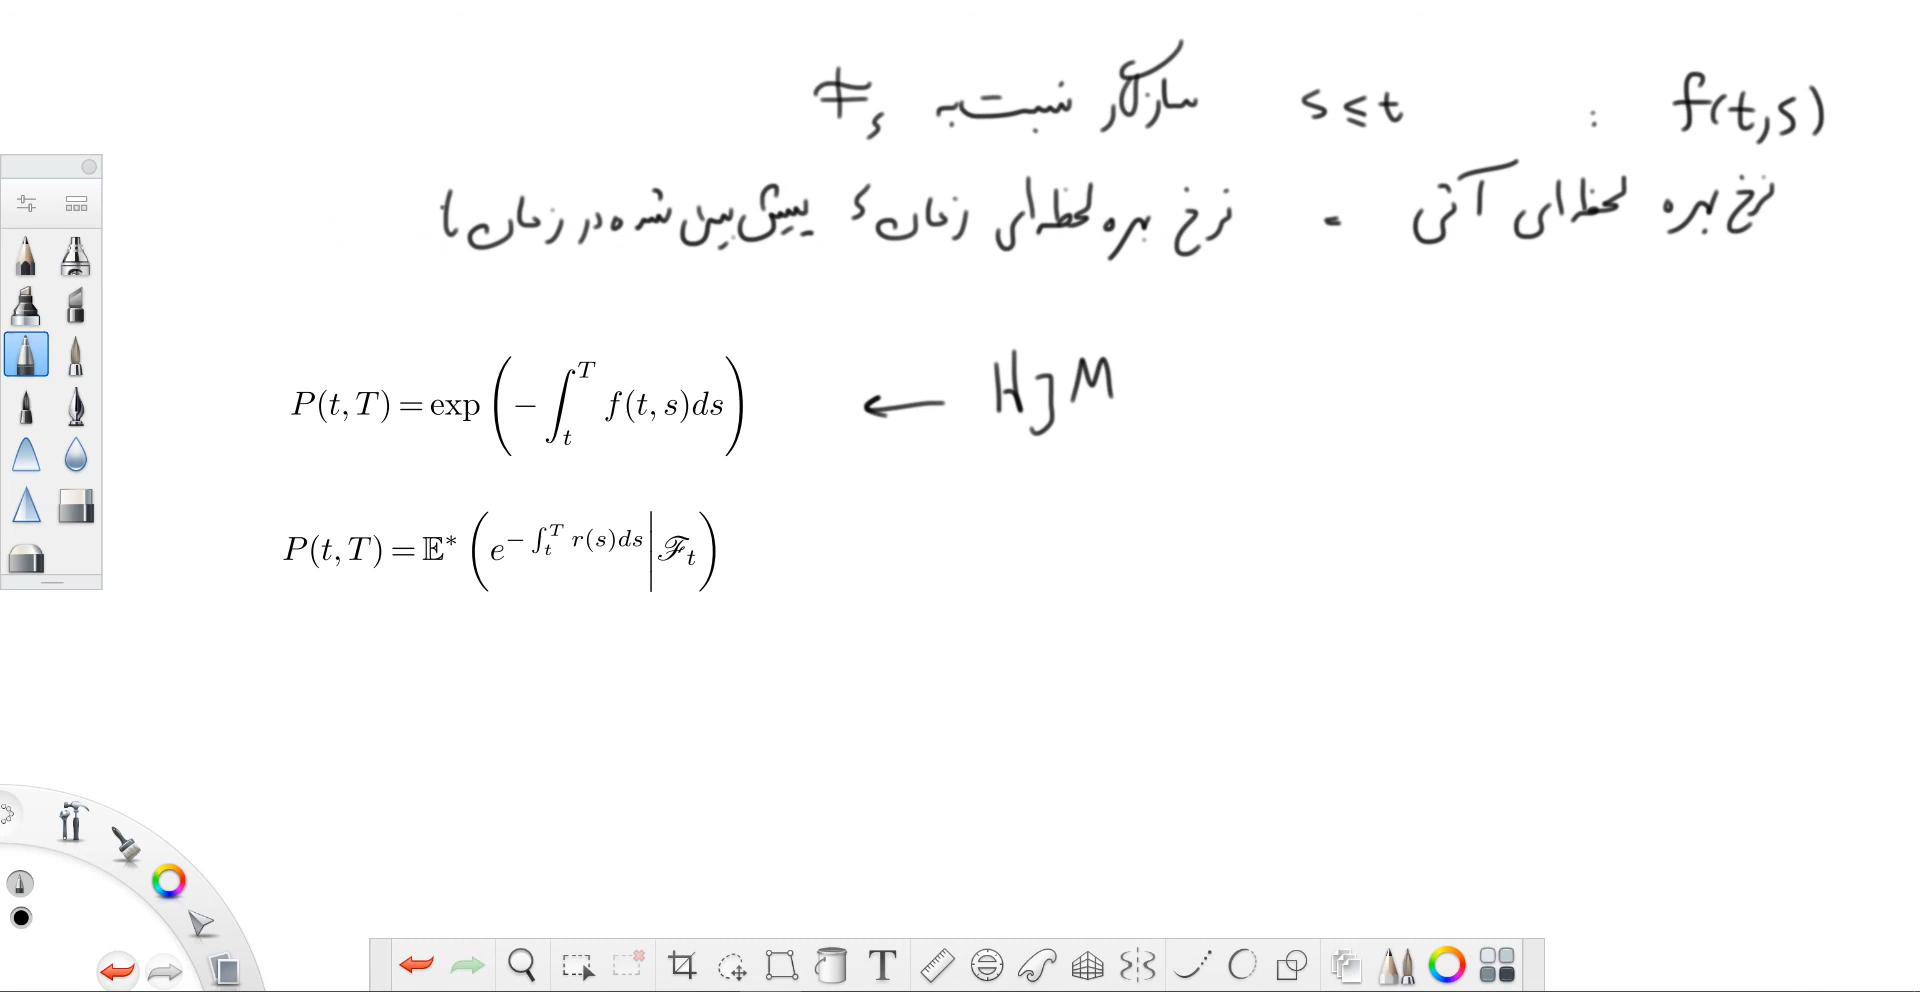 f(t,s) : s ≤ t سازگار نسبت به F_s
نرخ بهره لحظه‌ای آتی = نرخ بهره لحظه‌ای زمان s پیش بینی شده در زمان t
P(t,T) = exp(-∫_t^T f(t,s)ds) ← HJM
P(t,T) = 𝔼*(e^{-∫_t^T r(s)ds} | ℱ_t)
T